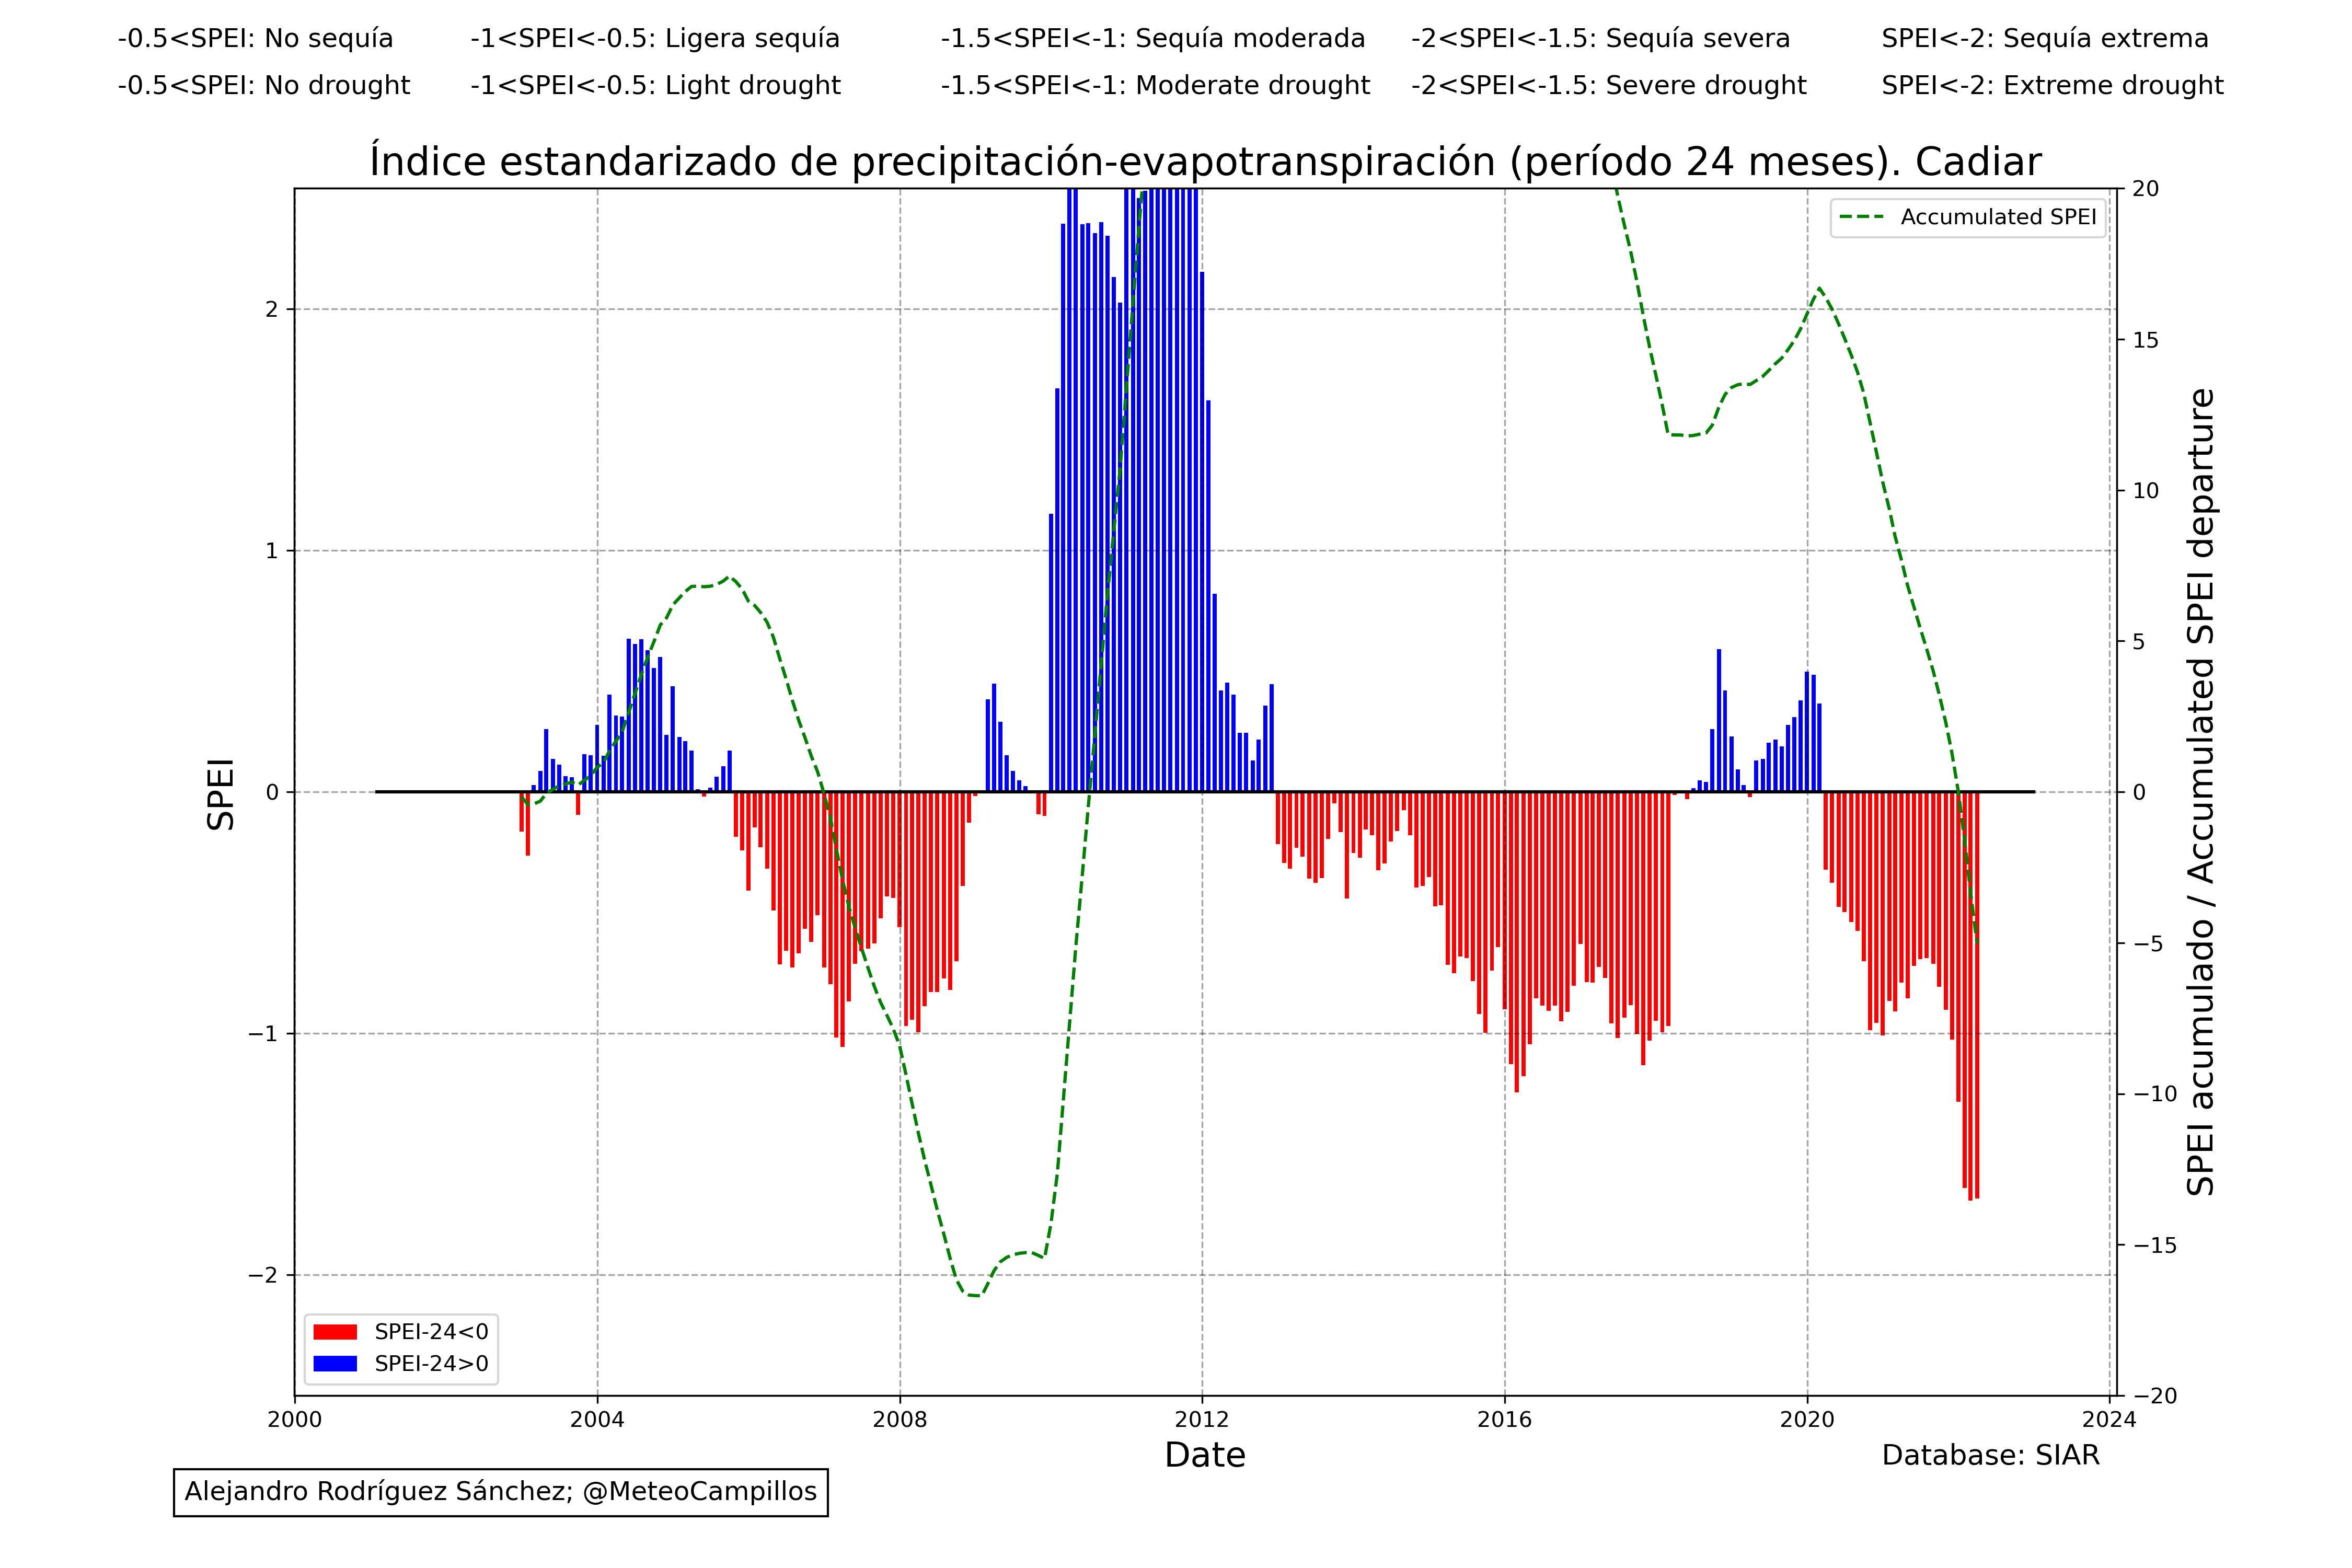 -0.5<SPEI: No sequía
-1<SPEI<-0.5: Ligera sequía
-1.5<SPEI<-1: Sequía moderada
-2<SPEI<-1.5: Sequía severa
SPEI<-2: Sequía extrema
-0.5<SPEI: No drought
-1<SPEI<-0.5: Light drought
-1.5<SPEI<-1: Moderate drought
-2<SPEI<-1.5: Severe drought
SPEI<-2: Extreme drought
Índice estandarizado de precipitación-evapotranspiración (período 24 meses). Cadiar
Accumulated SPEI
SPEI
2
1
0
−1
−2
20
15
10
5
0
−5
−10
−15
−20
SPEI acumulado / Accumulated SPEI departure
SPEI-24<0
SPEI-24>0
2000
2004
2008
2012
2016
2020
2024
Date
Database: SIAR
Alejandro Rodríguez Sánchez; @MeteoCampillos